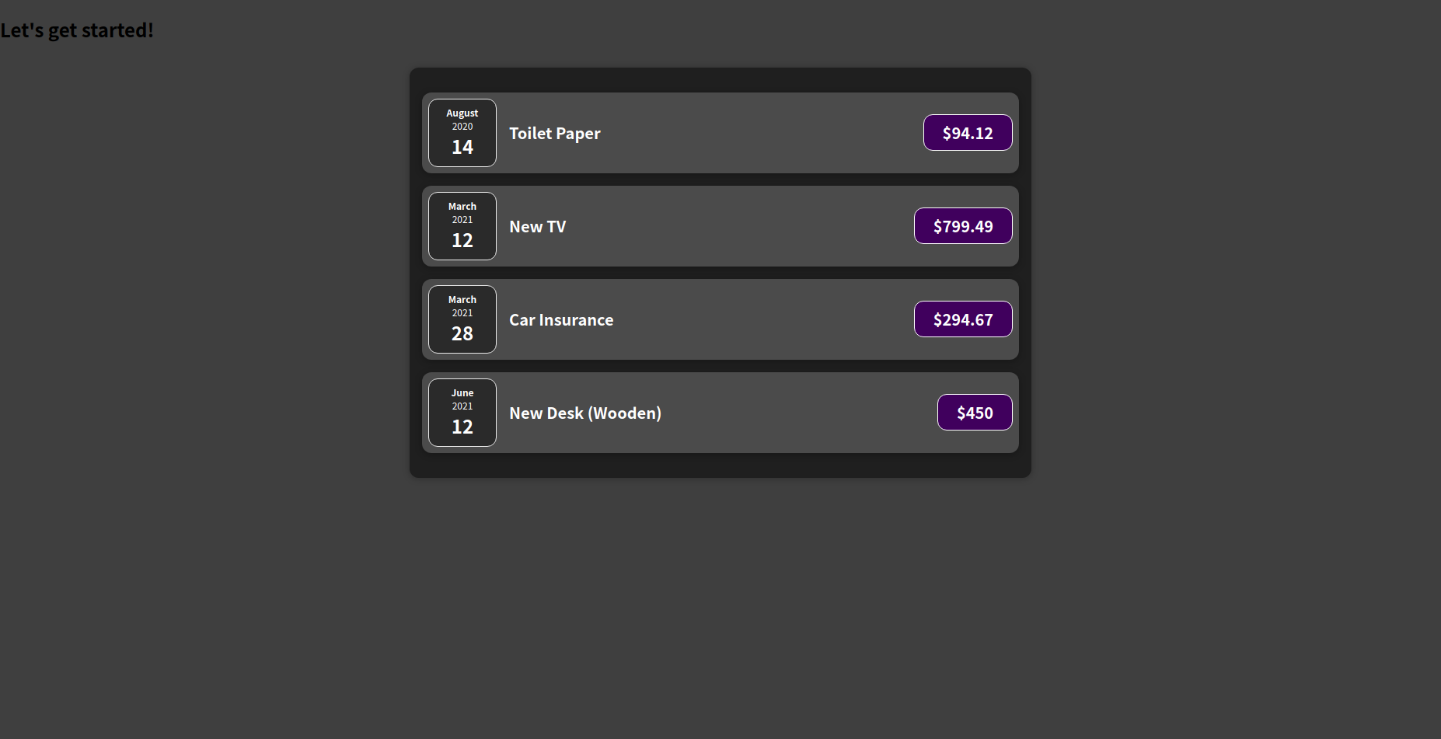 Let's get started!
August
2020
14
Toilet Paper
$94.12
March
2021
12
New TV
$799.49
March
2021
28
Car Insurance
$294.67
June
2021
12
New Desk (Wooden)
$450